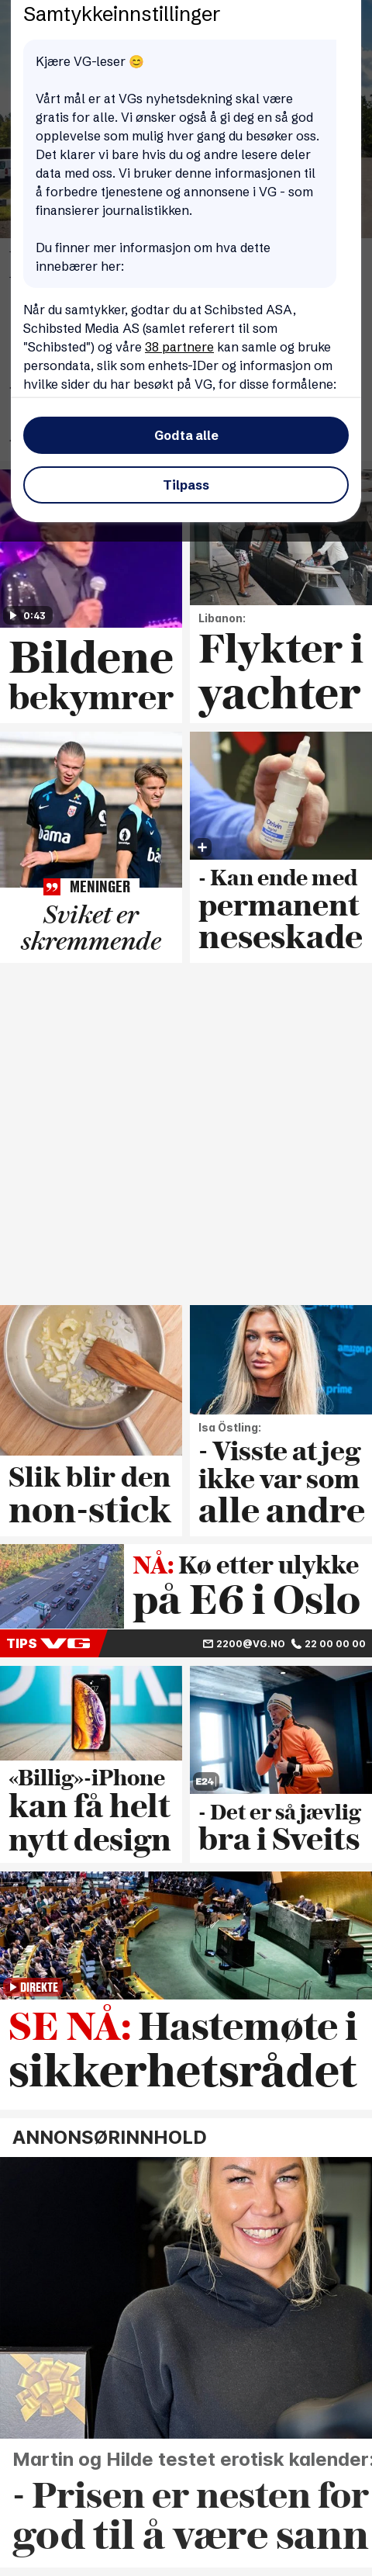 Samtykkeinnstillinger
Kjære VG-leser 😊
Vårt mål er at VGs nyhetsdekning skal være
gratis for alle. Vi ønsker også å gi deg en så god
opplevelse som mulig hver gang du besøker oss.
Det klarer vi bare hvis du og andre lesere deler
data med oss. Vi bruker denne informasjonen til
å forbedre tjenestene og annonsene i VG - som
finansierer journalistikken.
Du finner mer informasjon om hva dette
innebærer her:
Når du samtykker, godtar du at Schibsted ASA,
Schibsted Media AS (samlet referert til som
"Schibsted") og våre 38 partnere kan samle og bruke
persondata, slik som enhets-IDer og informasjon om
hvilke sider du har besøkt på VG, for disse formålene:
Godta alle
Tilpass
0:43
Bildene
bekymrer
Libanon:
Flykter i
yachter
bama
ba
MENINGER
Sviket er
skremmende
Otrivin
- Kan ende med
permanent
neseskade
Slik blir den
non-stick
amazon
prime
Isa Östling:
- Visste at jeg
ikke var som
alle andre
NÅ: Kø etter ulykke
på E6 i Oslo
TIPS VG
2200@VG.NO 22 00 00 00
«Billig»-iPhone
kan få helt
nytt design
E24
- Det er så jævlig
bra i Sveits
DIREKTE
SE NÅ: Hastemøte i
sikkerhetsrådet
ANNONSØRINNHOLD
Martin og Hilde testet erotisk kalender:
- Prisen er nesten for
god til å være sann